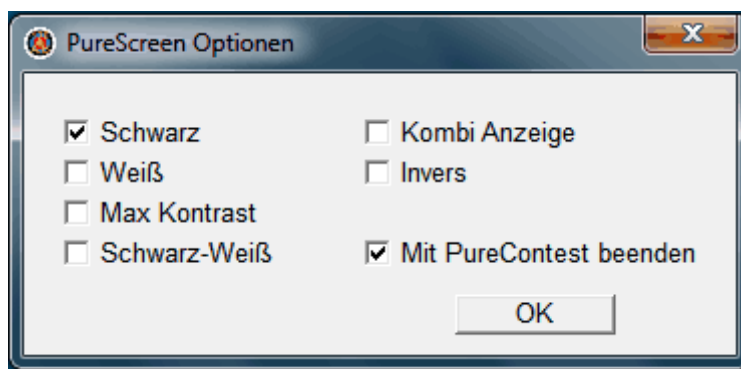 PureScreen Optionen
Schwarz
Kombi Anzeige
Weiß
Invers
Max Kontrast
Schwarz-Weiß
Mit PureContest beenden
OK